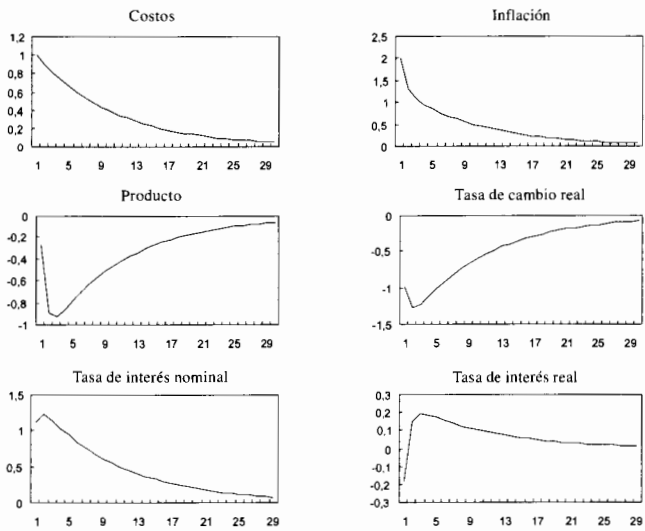 Costos
1,2
1
0,8
0,6
0,4
0,2
0
1 5 9 13 17 21 25 29
Inflación
2,5
2
1,5
1
0,5
0
1 5 9 13 17 21 25 29
Producto
0
-0,2
-0,4
-0,6
-0,8
-1
1 5 9 13 17 21 25 29
Tasa de cambio real
0
-0,5
-1
-1,5
1 5 9 13 17 21 25 29
Tasa de interés nominal
1,5
1
0,5
0
1 5 9 13 17 21 25 29
Tasa de interés real
0,3
0,2
0,1
0
-0,1
-0,2
-0,3
1 5 9 13 17 21 25 29